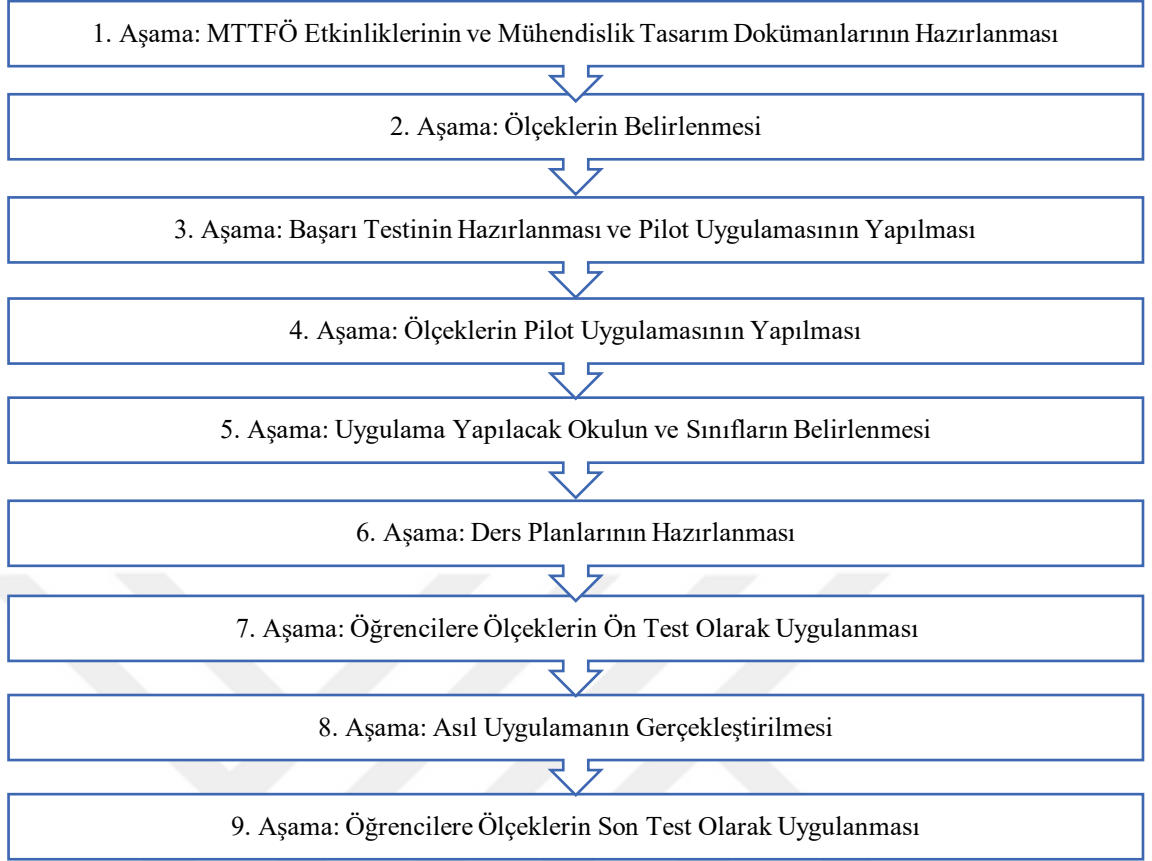 1. Aşama: MTTFÖ Etkinliklerinin ve Mühendislik Tasarım Dokümanlarının Hazırlanması
2. Aşama: Ölçeklerin Belirlenmesi
3. Aşama: Başarı Testinin Hazırlanması ve Pilot Uygulamasının Yapılması
4. Aşama: Ölçeklerin Pilot Uygulamasının Yapılması
5. Aşama: Uygulama Yapılacak Okulun ve Sınıfların Belirlenmesi
6. Aşama: Ders Planlarının Hazırlanması
7. Aşama: Öğrencilere Ölçeklerin Ön Test Olarak Uygulanması
8. Aşama: Asıl Uygulamanın Gerçekleştirilmesi
9. Aşama: Öğrencilere Ölçeklerin Son Test Olarak Uygulanması